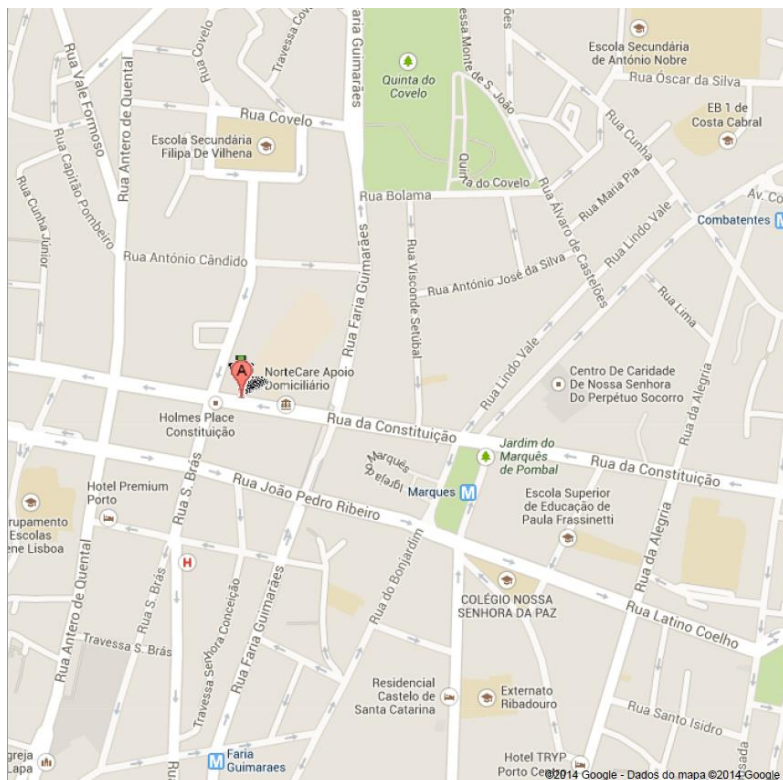 Rua Vale Formoso
Rua Covelo
Travessa Covelo
Rua Faria Guimarães
Quinta do
Covelo
Travessa Monte de S. João
Escola Secundária
de António Nobre
Rua Óscar da Silva
EB 1 de
Costa Cabral
Rua Antero de Quental
Rua Covelo
Escola Secundária
Filipa De Vilhena
Rua Cunha
Rua Capitão Pombeiro
Quinta do Covelo
Rua Bolama
Rua Maria Pia
Rua Álvaro de Castelões
Rua Lindo Vale
Av. Co
Combatentes
M
Rua Cunha Júnior
Rua António Cândido
Rua Faria Guimarães
Rua Visconde Setúbal
Rua António José da Silva
Rua Lima
Rua Lindo Vale
A
NorteCare Apoio
Domiciliário
Centro De Caridade
De Nossa Senhora
Do Perpétuo Socorro
Rua da Alegria
Holmes Place
Constituição
Rua da Constituição
Jardim do
Marquês
de Pombal
Rua da Constituição
Igreja do Marquês
Marques
M
Hotel Premium
Porto
Rua S. Brás
Rua João Pedro Ribeiro
Escola Superior
de Educação de
Paula Frassinetti
Rua da Alegria
rupamento
Escolas
ene Lisboa
H
Rua do Bonjardim
COLÉGIO NOSSA
SENHORA DA PAZ
Rua Latino Coelho
Rua Antero de Quental
Rua S. Brás
Travessa S. Brás
Travessa Senhora Conceição
Rua Faria Guimarães
Residencial
Castelo de
Santa Catarina
Externato
Ribadouro
Rua Santo Isidro
greja
Lapa
M
Faria
Guimaraes
Hotel TRYP
Porto Cen
osada
©2014 Google - Dados do mapa ©2014 Google